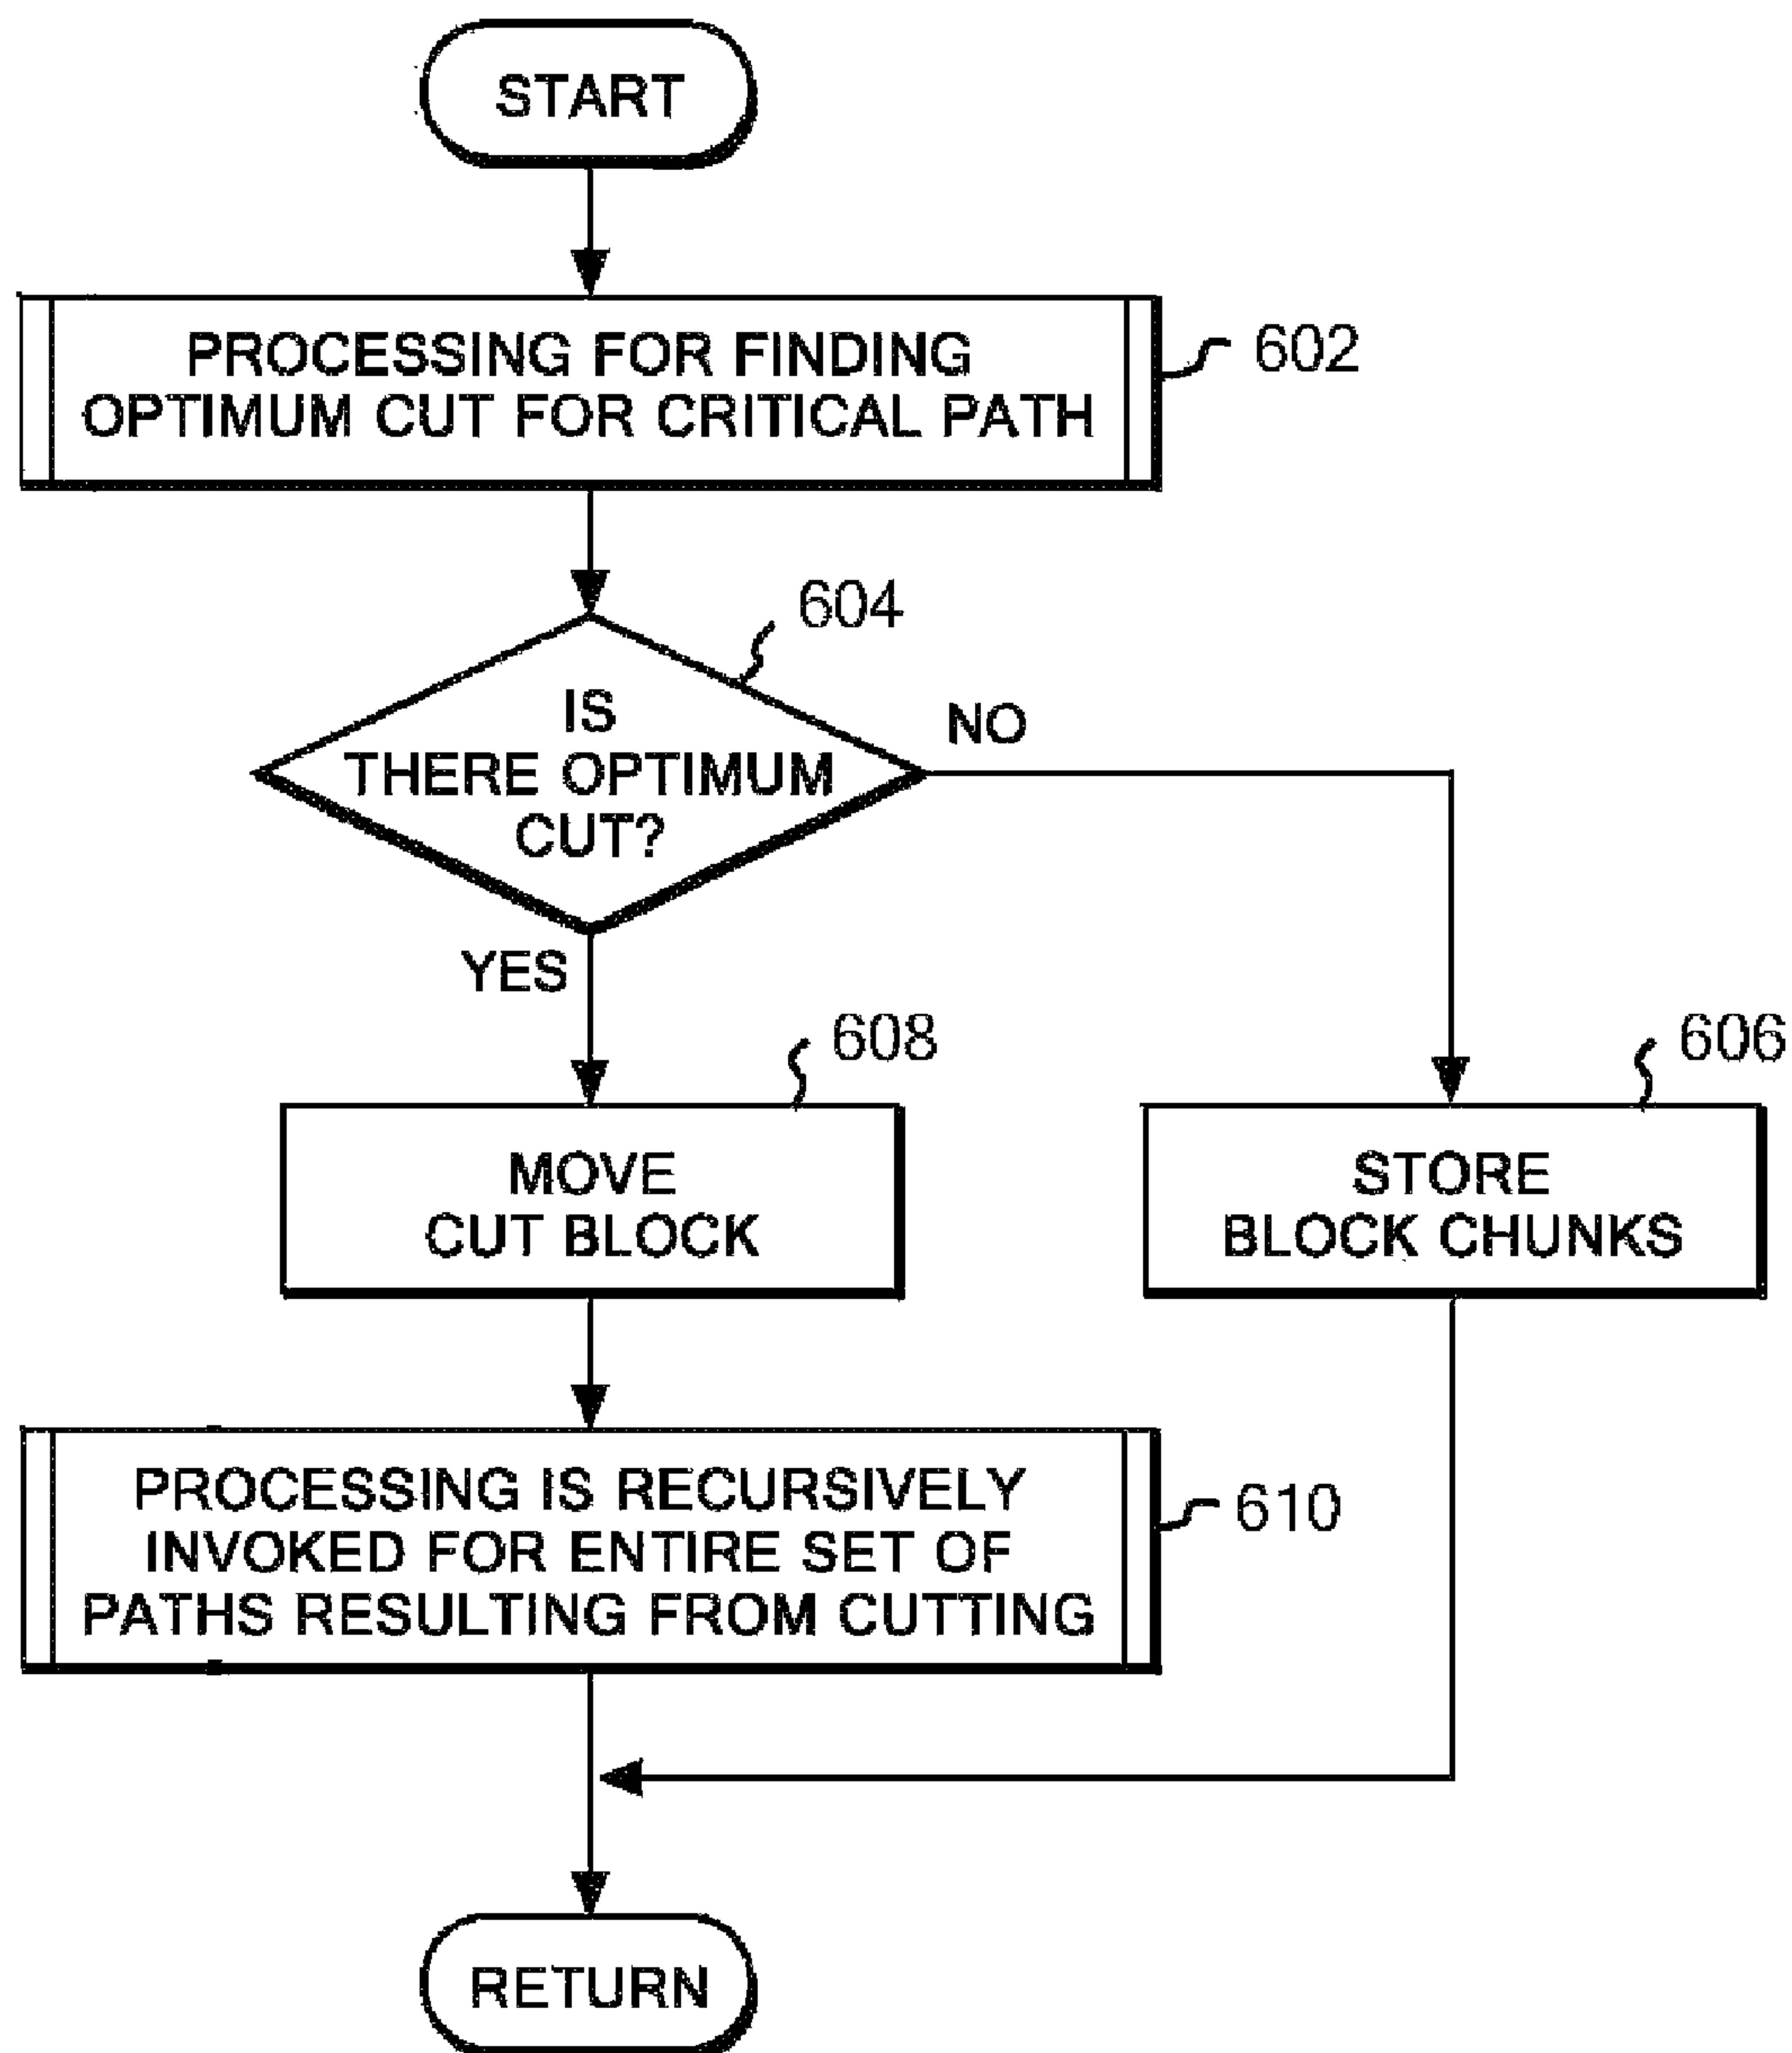 START
PROCESSING FOR FINDING
OPTIMUM CUT FOR CRITICAL PATH
602
604
IS
THERE OPTIMUM
CUT?
NO
YES
608
606
MOVE
CUT BLOCK
STORE
BLOCK CHUNKS
PROCESSING IS RECURSIVELY
INVOKED FOR ENTIRE SET OF
PATHS RESULTING FROM CUTTING
610
RETURN